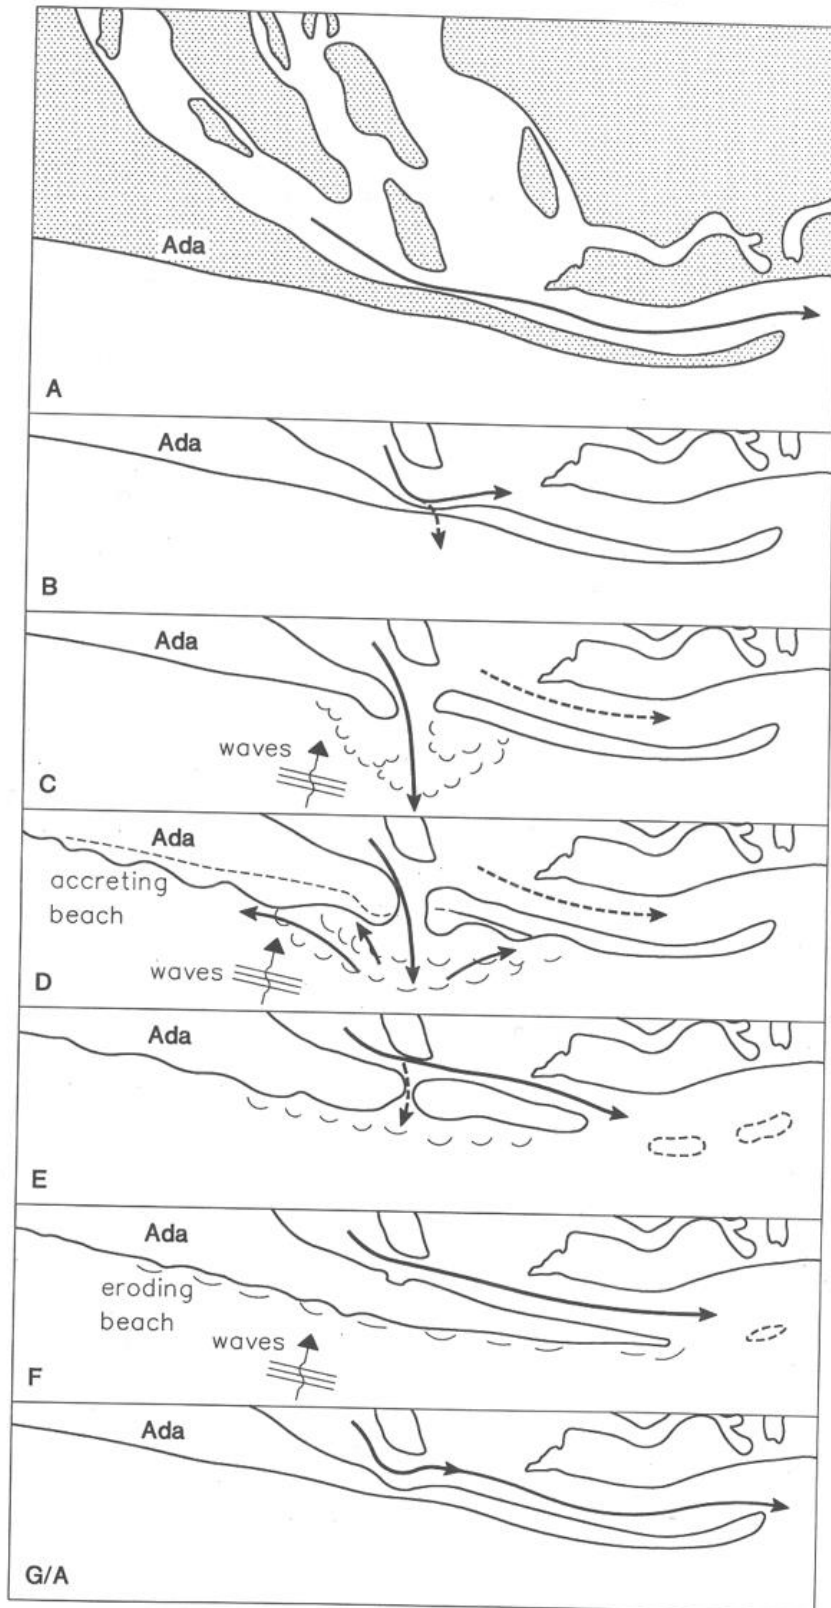 Ada
A
Ada
B
Ada
waves
C
Ada
accreting
beach
waves
D
Ada
E
Ada
eroding
beach
waves
F
Ada
G/A